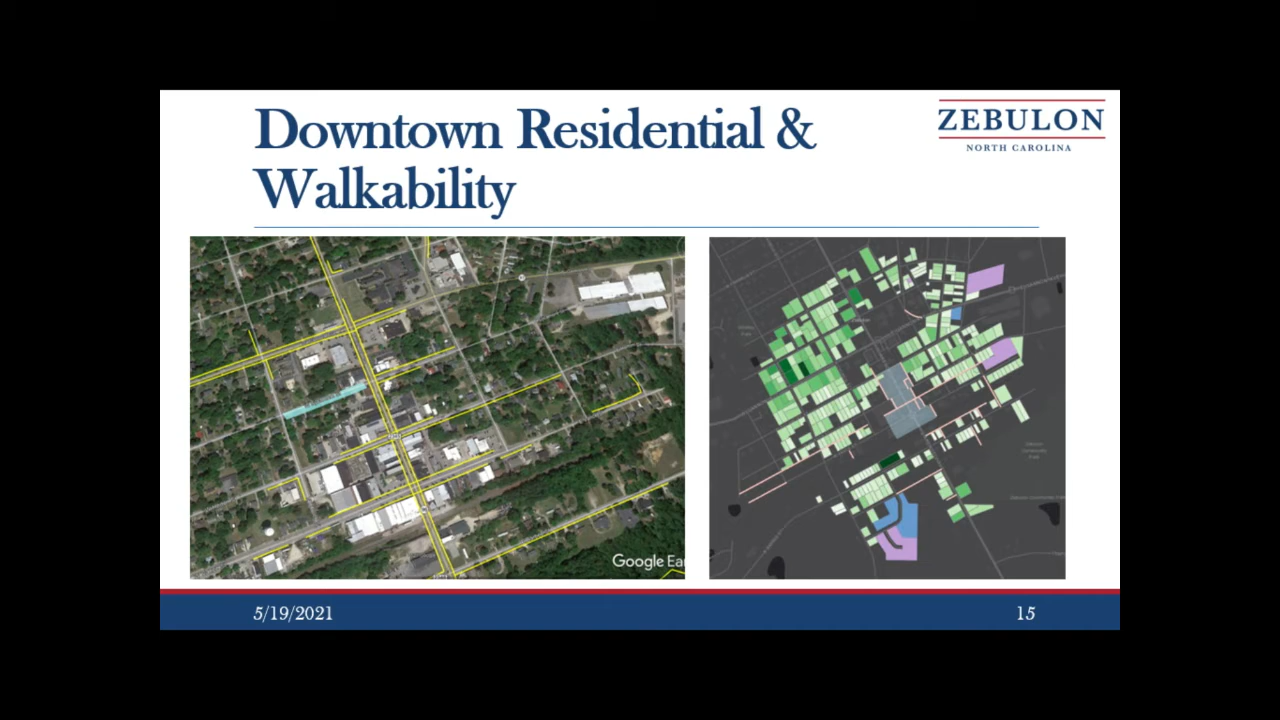 Downtown Residential &
Walkability
ZEBULON
NORTH CAROLINA
Google Ea
5/19/2021
15